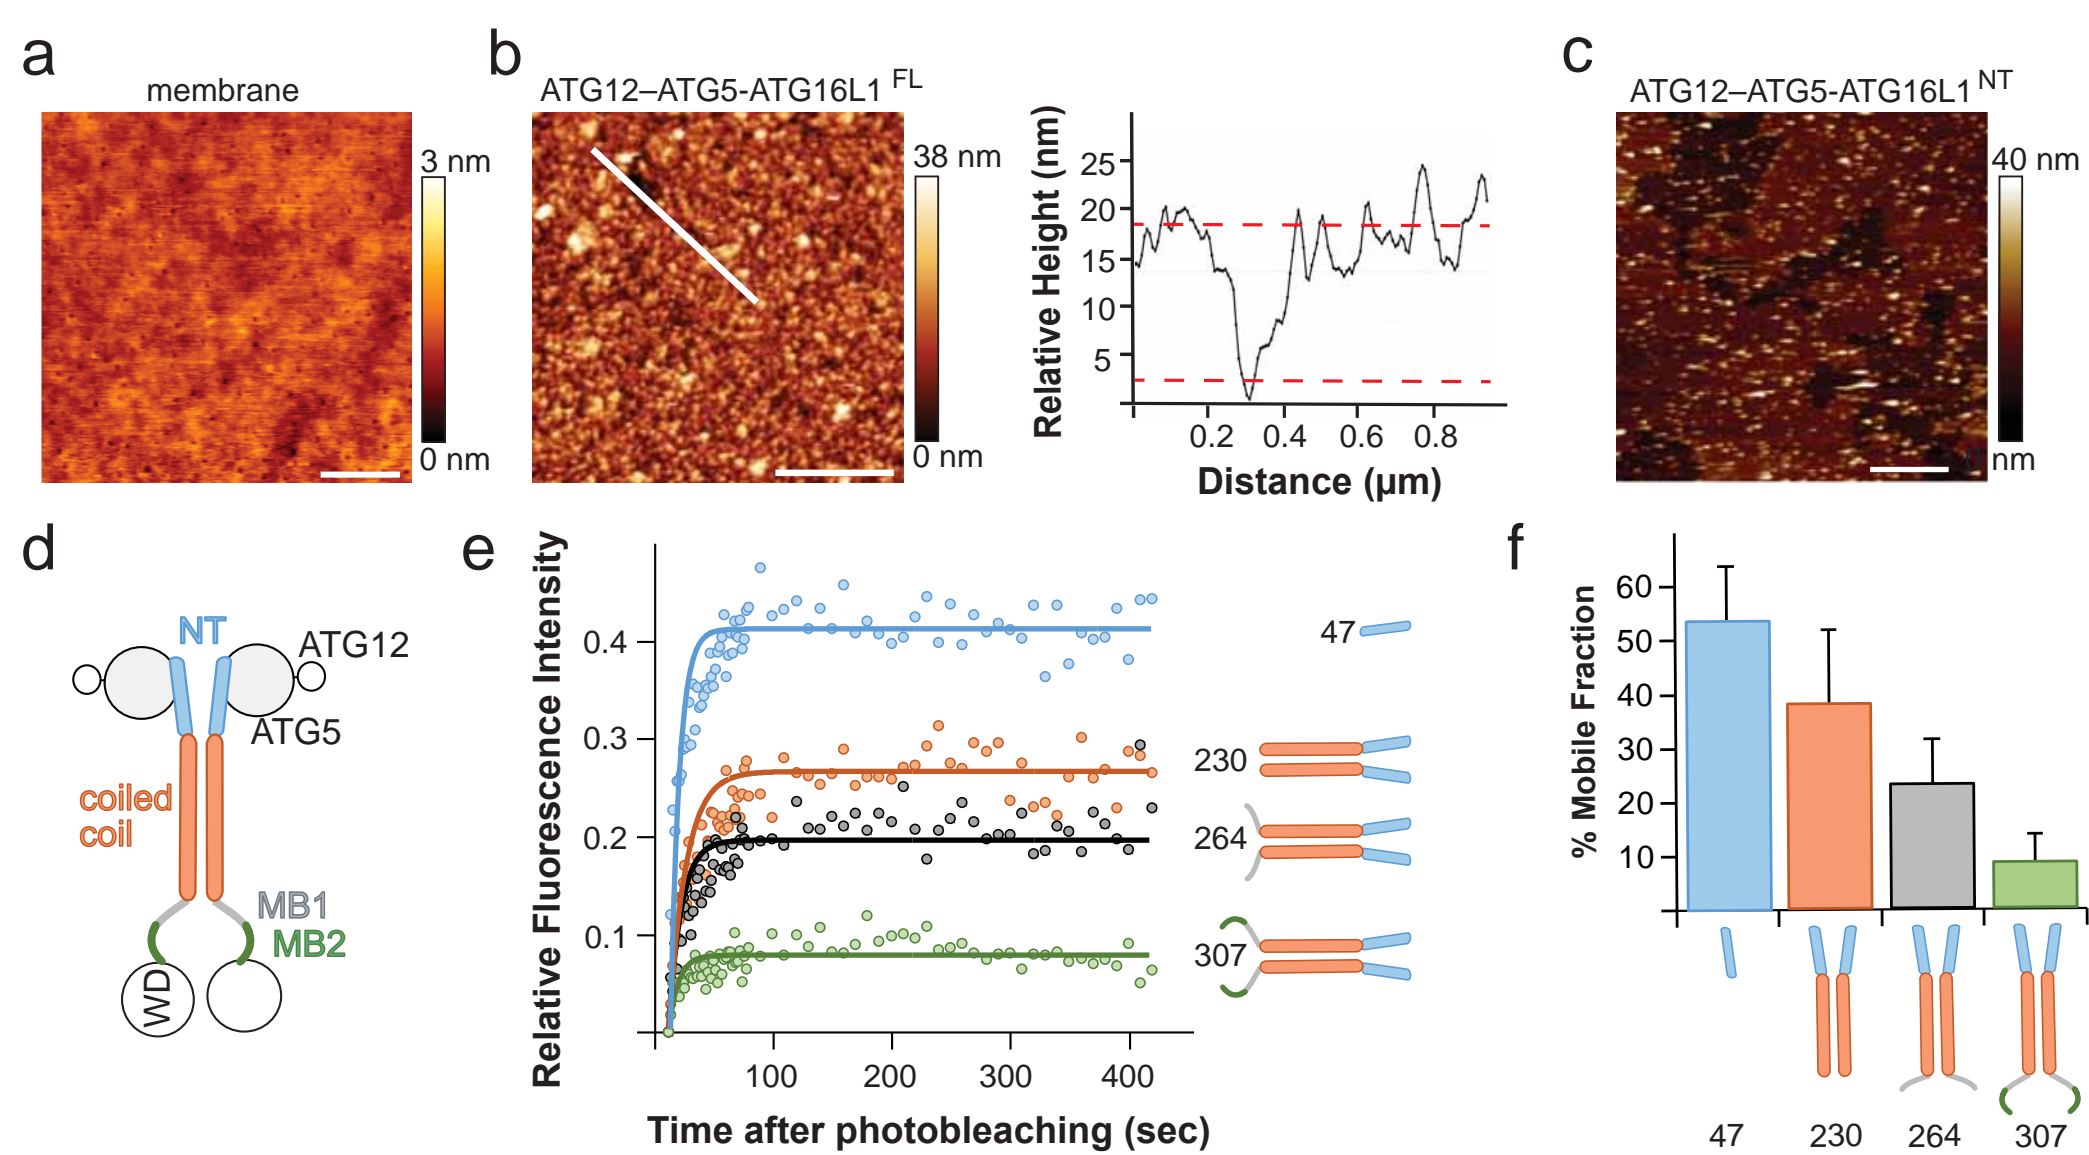 a
membrane
3 nm
0 nm
b
ATG12–ATG5-ATG16L1 FL
38 nm
0 nm
Relative Height (nm)
25
20
15
10
5
0.2 0.4 0.6 0.8
Distance (μm)
c
ATG12–ATG5-ATG16L1 NT
40 nm
0 nm
d
NT
ATG12
ATG5
coiled
coil
MB1
MB2
WD
e
Relative Fluorescence Intensity
0.4
0.3
0.2
0.1
100 200 300 400
Time after photobleaching (sec)
47
230
264
307
f
% Mobile Fraction
60
50
40
30
20
10
47 230 264 307